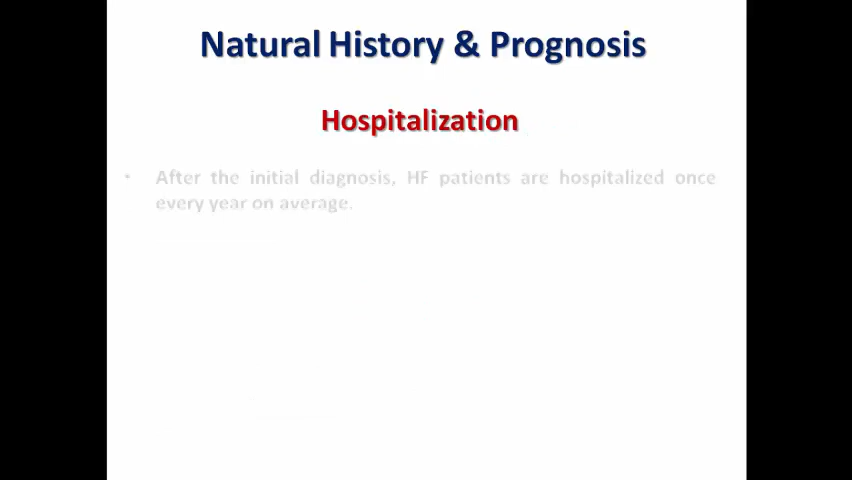 Natural History & Prognosis
Hospitalization
• After the initial diagnosis, HF patients are hospitalized once
every year on average.